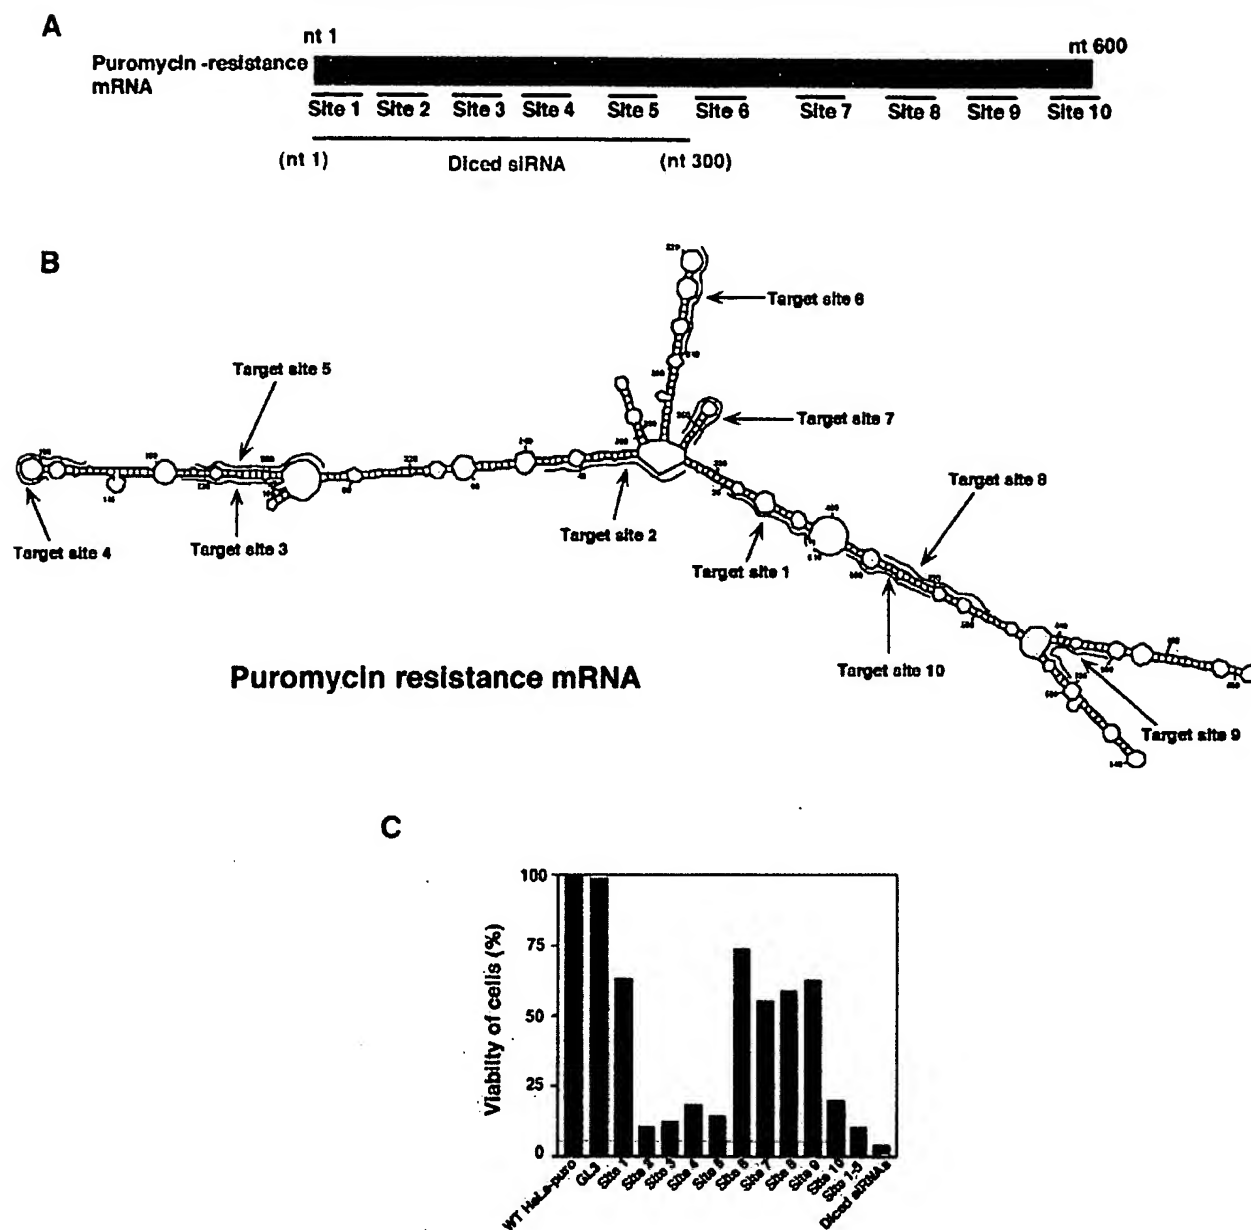 A
nt 1
nt 600
Puromycin -resistance
mRNA
Site 1 Site 2 Site 3 Site 4 Site 5 Site 6 Site 7 Site 8 Site 9 Site 10
(nt 1) Diced siRNA (nt 300)
B
Target site 6
Target site 5
Target site 7
Target site 8
Target site 4
Target site 3
Target site 2
Target site 1
Target site 10
Target site 9
Puromycin resistance mRNA
C
Viability of cells (%)
100
75
50
25
0
WT HeLa-puro
GL3
Site 1
Site 2
Site 3
Site 4
Site 5
Site 6
Site 7
Site 8
Site 9
Site 10
Site 1-5
Diced siRNAs